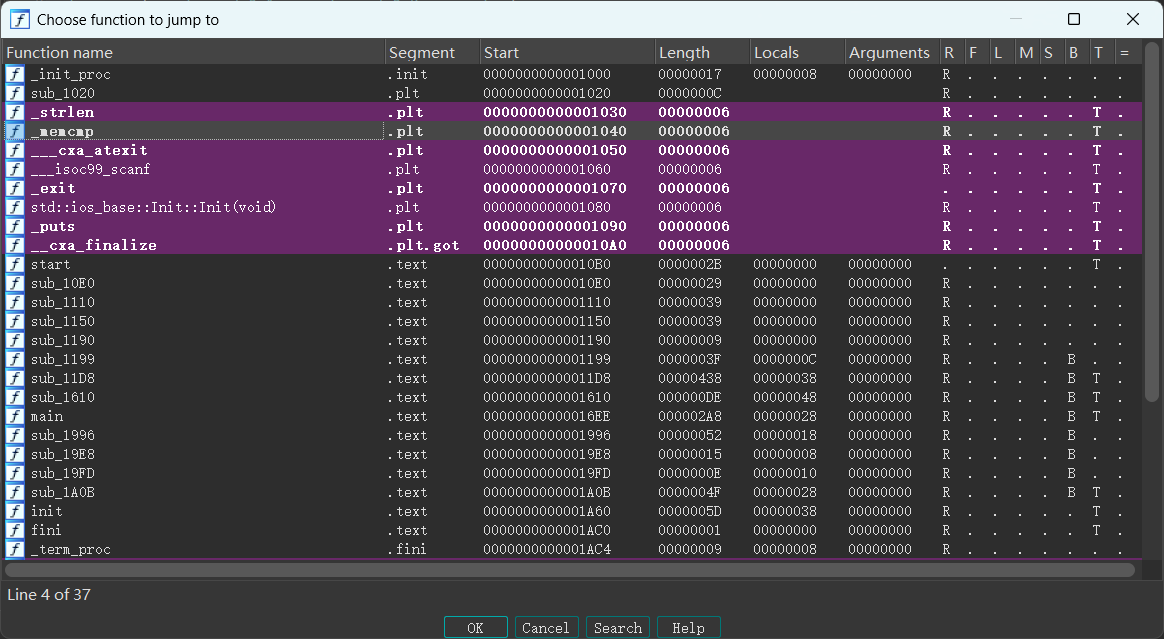 Choose function to jump to
Function name Segment Start Length Locals Arguments R F L M S B T =
_init_proc .init 0000000000001000 00000017 00000008 00000000 R . . . . . . .
sub_1020 .plt 0000000000001020 0000000C R . . . . . . .
_strlen .plt 0000000000001030 00000006 R . . . . . T .
_memcmp .plt 0000000000001040 00000006 R . . . . . T .
___cxa_atexit .plt 0000000000001050 00000006 R . . . . . T .
___isoc99_scanf .plt 0000000000001060 00000006 R . . . . . T .
_exit .plt 0000000000001070 00000006 . . . . . . T .
std::ios_base::Init::Init(void) .plt 0000000000001080 00000006 R . . . . . T .
_puts .plt 0000000000001090 00000006 R . . . . . T .
__cxa_finalize .plt.got 00000000000010A0 00000006 R . . . . . T .
start .text 00000000000010B0 0000002B 00000000 00000000 . . . . . . T .
sub_10E0 .text 00000000000010E0 00000029 00000000 00000000 R . . . . . . .
sub_1110 .text 0000000000001110 00000039 00000000 00000000 R . . . . . . .
sub_1150 .text 0000000000001150 00000039 00000000 00000000 R . . . . . . .
sub_1190 .text 0000000000001190 00000009 00000000 00000000 R . . . . . . .
sub_1199 .text 0000000000001199 0000003F 0000000C 00000000 R . . . . B . .
sub_11D8 .text 00000000000011D8 00000438 00000038 00000000 R . . . . B T .
sub_1610 .text 0000000000001610 000000DE 00000048 00000000 R . . . . B T .
main .text 00000000000016EE 000002A8 00000028 00000000 R . . . . B T .
sub_1996 .text 0000000000001996 00000052 00000018 00000000 R . . . . B . .
sub_19E8 .text 00000000000019E8 00000015 00000008 00000000 R . . . . B . .
sub_19FD .text 00000000000019FD 0000000E 00000010 00000000 R . . . . B . .
sub_1A0B .text 0000000000001A0B 0000004F 00000028 00000000 R . . . . B T .
init .text 0000000000001A60 0000005D 00000038 00000000 R . . . . . T .
fini .text 0000000000001AC0 00000001 00000000 00000000 R . . . . . T .
_term_proc .fini 0000000000001AC4 00000009 00000008 00000000 R . . . . . . .
Line 4 of 37
OK Cancel Search Help